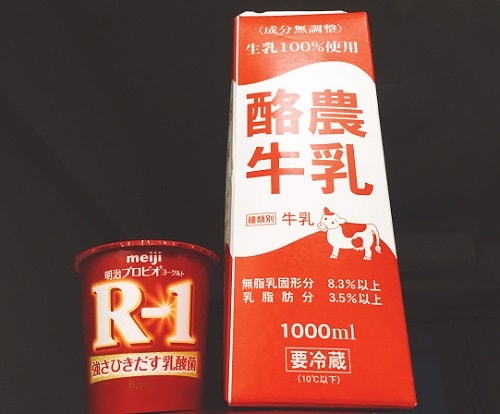 〈成分無調整〉
生乳100%使用
酪農
牛乳
種類別 牛乳
無脂乳固形分 8.3%以上
乳脂肪分 3.5%以上
1000ml
要冷蔵
(10℃以下)
meiji
明治プロビオヨーグルト
R-1
強さひきだす乳酸菌